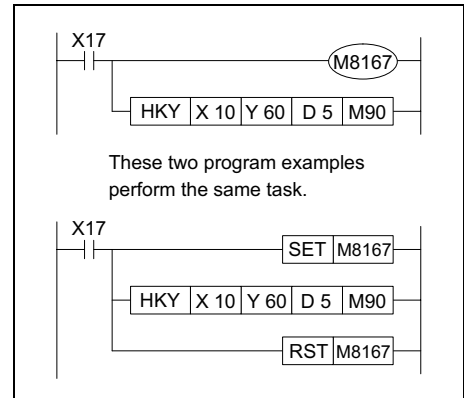 X17
M8167
HKY X 10 Y 60 D 5 M90
These two program examples
perform the same task.
X17
SET M8167
HKY X 10 Y 60 D 5 M90
RST M8167